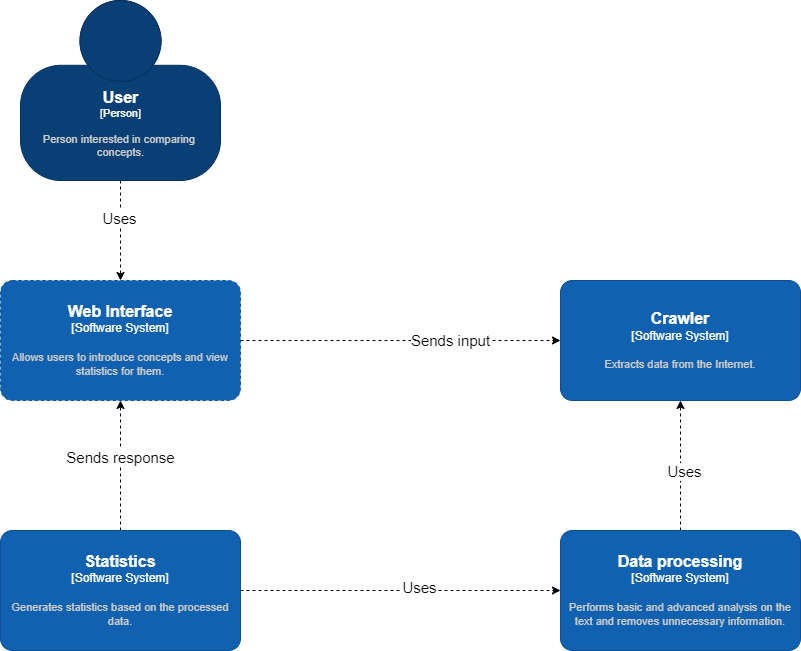 User
[Person]
Person interested in comparing
concepts.
Uses
Web Interface
[Software System]
Allows users to introduce concepts and view
statistics for them.
Sends input
Crawler
[Software System]
Extracts data from the Internet.
Sends response
Uses
Statistics
[Software System]
Generates statistics based on the processed
data.
Uses
Data processing
[Software System]
Performs basic and advanced analysis on the
text and removes unnecessary information.